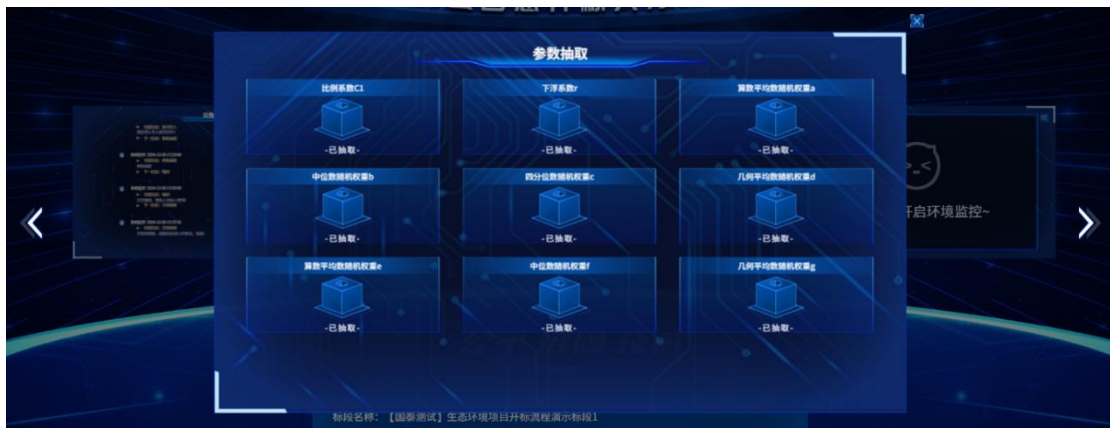 参数抽取
比例系数C1
下浮系数r
算数平均数随机权重a
-已抽取-
-已抽取-
-已抽取-
中位数随机权重b
四分位数随机权重c
几何平均数随机权重d
-已抽取-
-已抽取-
-已抽取-
算数平均数随机权重e
中位数随机权重f
几何平均数随机权重g
-已抽取-
-已抽取-
-已抽取-
开启环境监控~
标段名称：【国泰测试】生态环境项目开标流程演示标段1